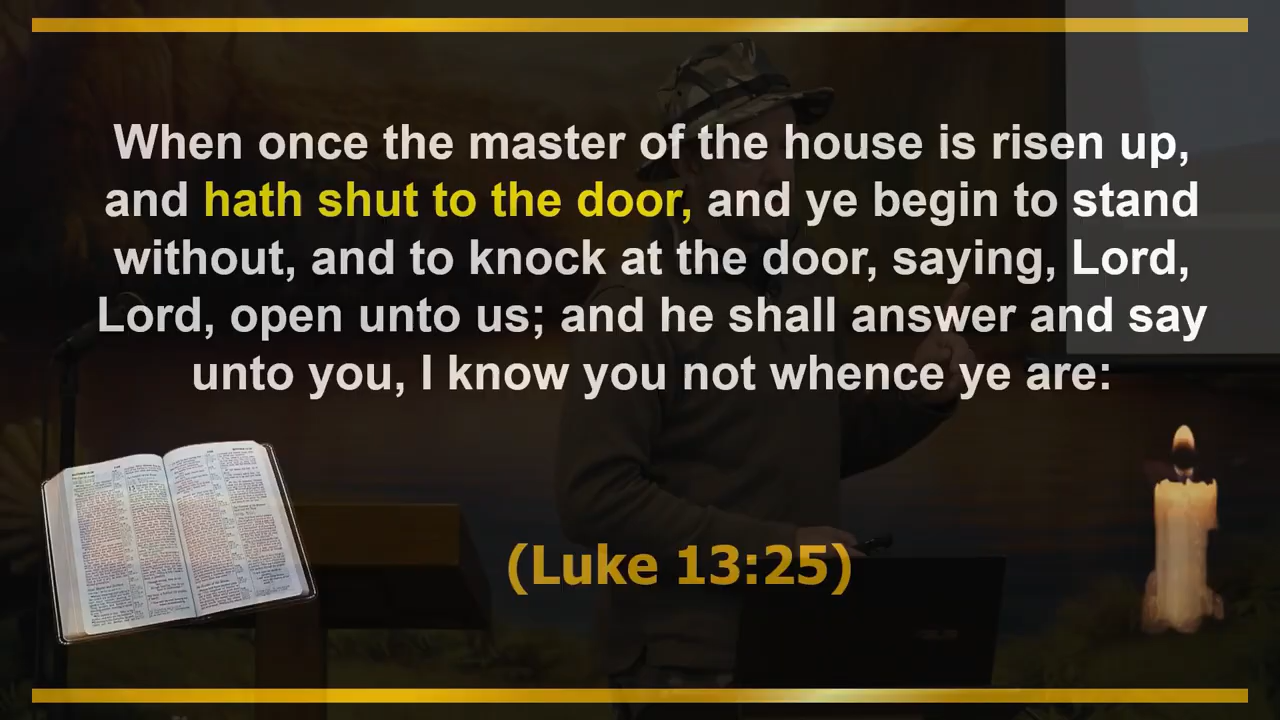 When once the master of the house is risen up,
and hath shut to the door, and ye begin to stand
without, and to knock at the door, saying, Lord,
Lord, open unto us; and he shall answer and say
unto you, I know you not whence ye are:
(Luke 13:25)